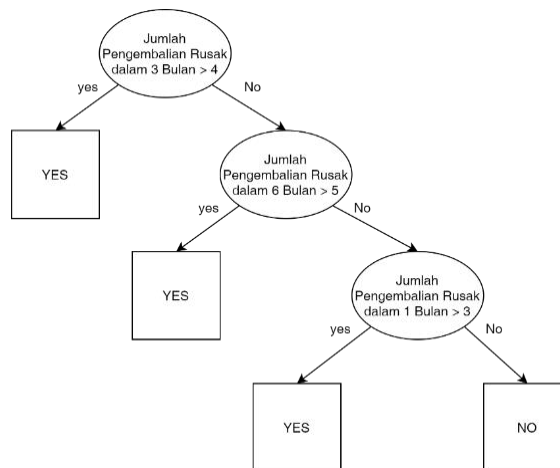 Jumlah
Pengembalian Rusak
dalam 3 Bulan > 4
yes
No
YES
Jumlah
Pengembalian Rusak
dalam 6 Bulan > 5
yes
No
YES
Jumlah
Pengembalian Rusak
dalam 1 Bulan > 3
yes
No
YES
NO